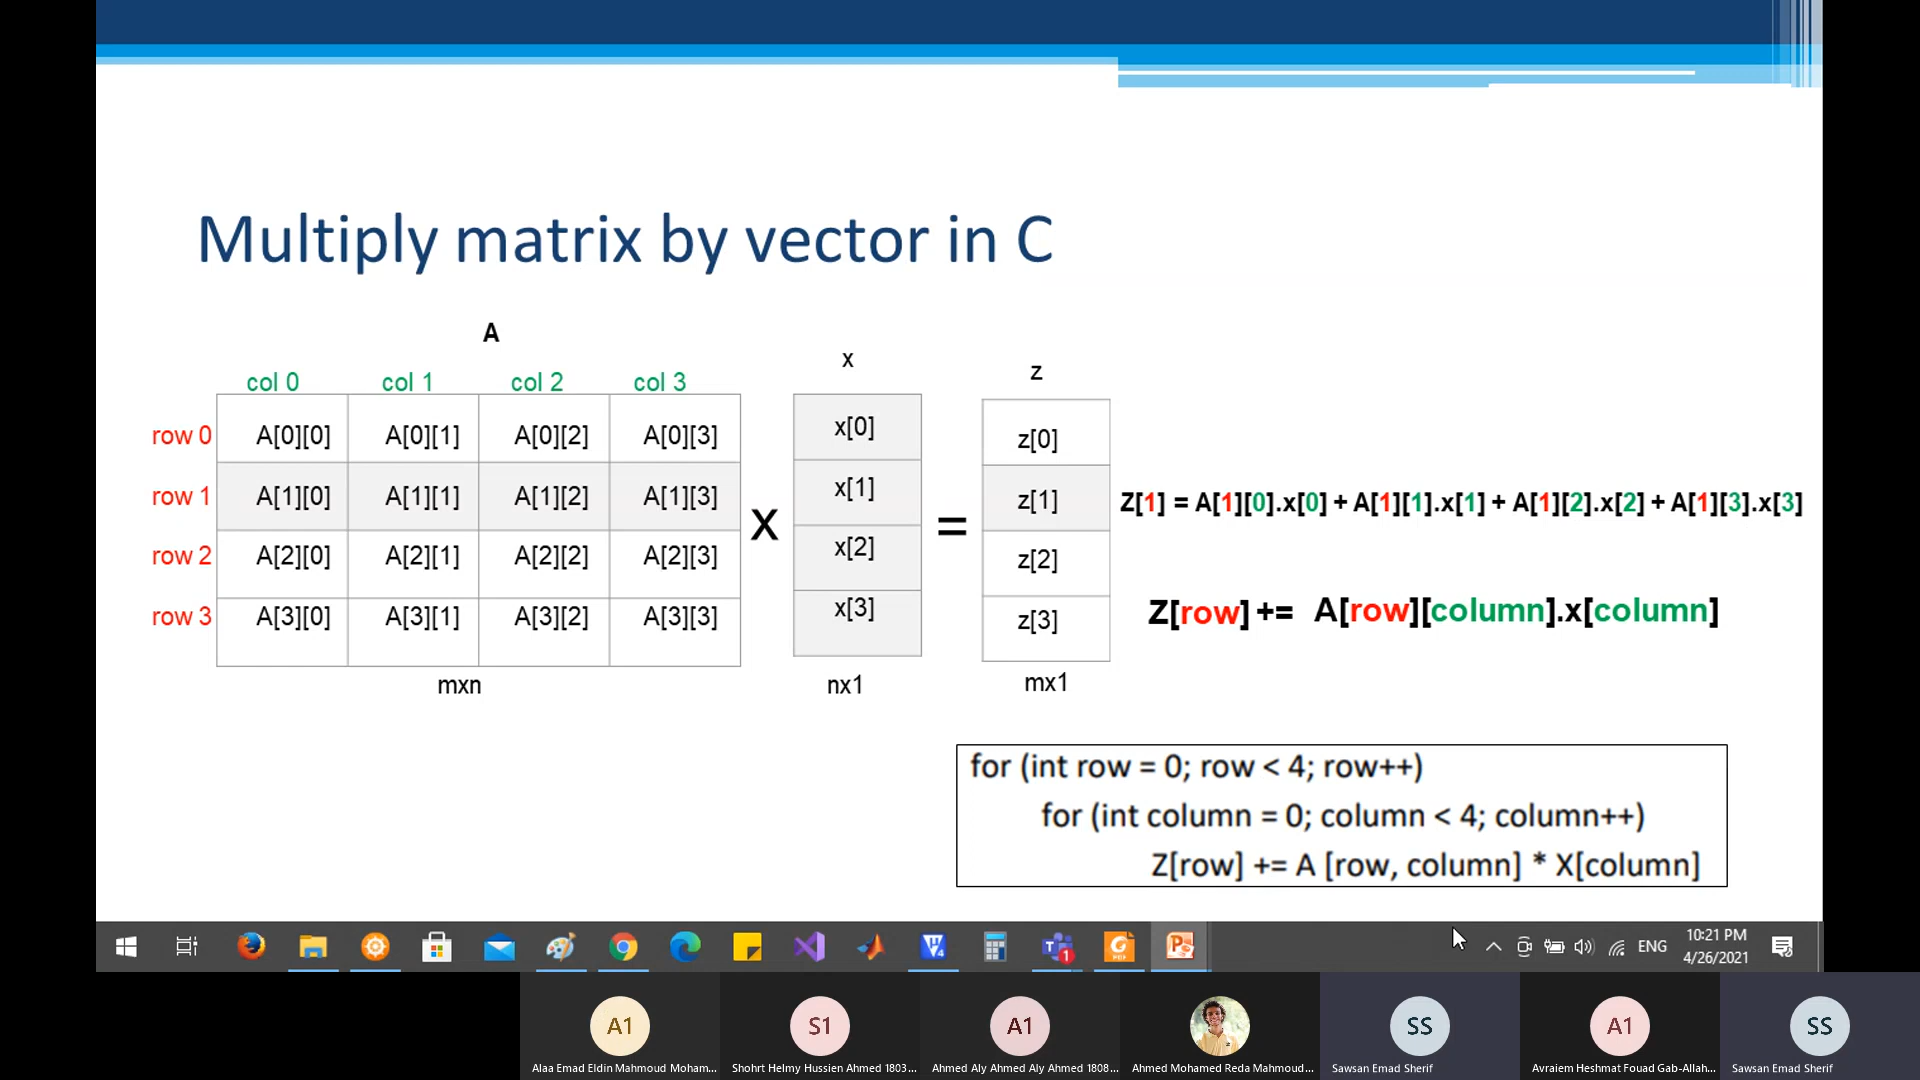 Multiply matrix by vector in C
A
x
z
col 0 col 1 col 2 col 3
row 0 A[0][0] A[0][1] A[0][2] A[0][3] x[0] z[0]
row 1 A[1][0] A[1][1] A[1][2] A[1][3] x[1] z[1] Z[1] = A[1][0].x[0] + A[1][1].x[1] + A[1][2].x[2] + A[1][3].x[3]
X =
row 2 A[2][0] A[2][1] A[2][2] A[2][3] x[2] z[2]
row 3 A[3][0] A[3][1] A[3][2] A[3][3] x[3] z[3] Z[row] += A[row][column].x[column]
mxn nx1 mx1
for (int row = 0; row < 4; row++)
for (int column = 0; column < 4; column++)
Z[row] += A [row, column] * X[column]
ENG
10:21 PM
4/26/2021
1
A1 S1 A1 SS A1 SS
Alaa Emad Eldin Mahmoud Moham... Shohrt Helmy Hussien Ahmed 1803... Ahmed Aly Ahmed Aly Ahmed 1808... Ahmed Mohamed Reda Mahmoud... Sawsan Emad Sherif Avraiem Heshmat Fouad Gab-Allah... Sawsan Emad Sherif